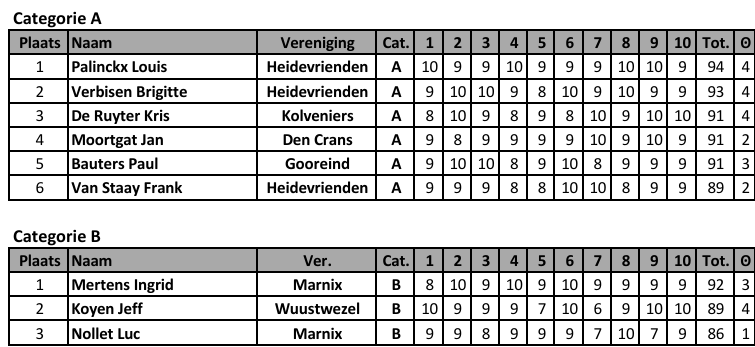 Categorie A
Plaats Naam Vereniging Cat. 1 2 3 4 5 6 7 8 9 10 Tot. ʘ
1 Palinckx Louis Heidevrienden A 10 9 9 10 9 9 9 10 10 9 94 4
2 Verbisen Brigitte Heidevrienden A 9 10 10 9 8 10 9 10 9 9 93 4
3 De Ruyter Kris Kolveniers A 8 10 9 8 9 8 10 9 10 10 91 4
4 Moortgat Jan Den Crans A 9 8 9 9 9 9 10 9 10 9 91 2
5 Bauters Paul Gooreind A 9 10 10 8 9 10 8 9 9 9 91 3
6 Van Staay Frank Heidevrienden A 9 9 9 8 8 10 10 8 9 9 89 2
Categorie B
Plaats Naam Ver. Cat. 1 2 3 4 5 6 7 8 9 10 Tot. ʘ
1 Mertens Ingrid Marnix B 8 10 9 10 9 10 9 9 9 9 92 3
2 Koyen Jeff Wuustwezel B 10 9 9 9 7 10 6 9 10 10 89 4
3 Nollet Luc Marnix B 9 9 8 9 9 9 7 10 7 9 86 1